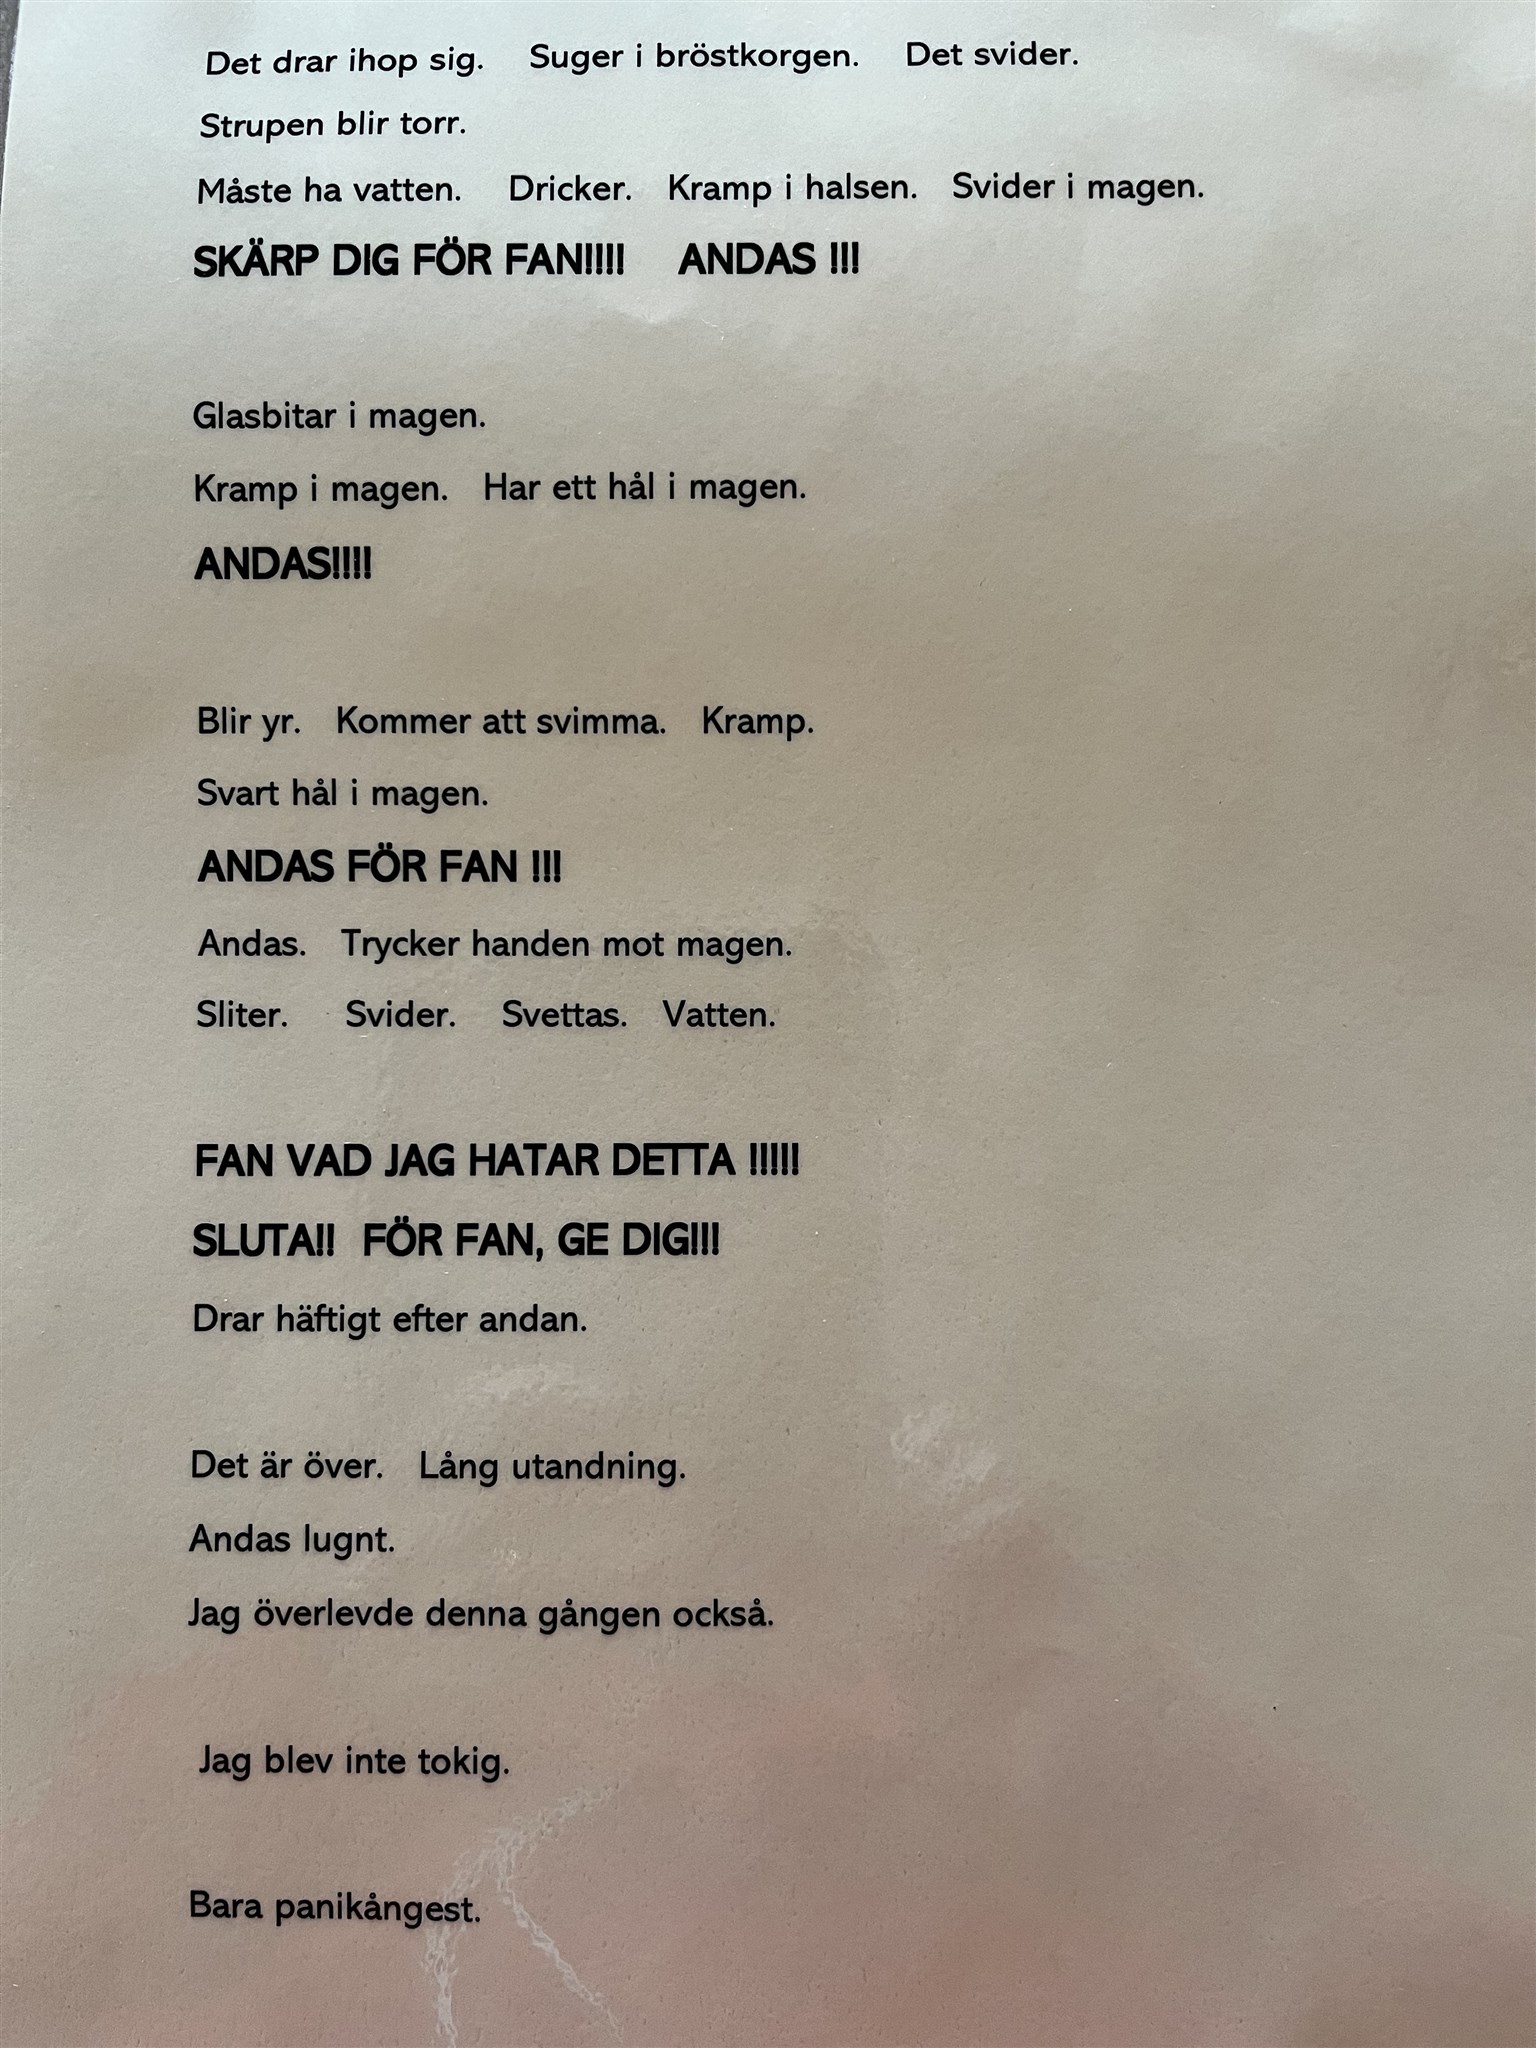 Det drar ihop sig. Suger i bröstkorgen. Det svider.
Strupen blir torr.
Måste ha vatten. Dricker. Kramp i halsen. Svider i magen.
SKÄRP DIG FÖR FAN!!!! ANDAS !!!
Glasbitar i magen.
Kramp i magen. Har ett hål i magen.
ANDAS!!!!
Blir yr. Kommer att svimma. Kramp.
Svart hål i magen.
ANDAS FÖR FAN !!!
Andas. Trycker handen mot magen.
Sliter. Svider. Svettas. Vatten.
FAN VAD JAG HATAR DETTA !!!!!
SLUTA!! FÖR FAN, GE DIG!!!
Drar häftigt efter andan.
Det är över. Lång utandning.
Andas lugnt.
Jag överlevde denna gången också.
Jag blev inte tokig.
Bara panikångest.